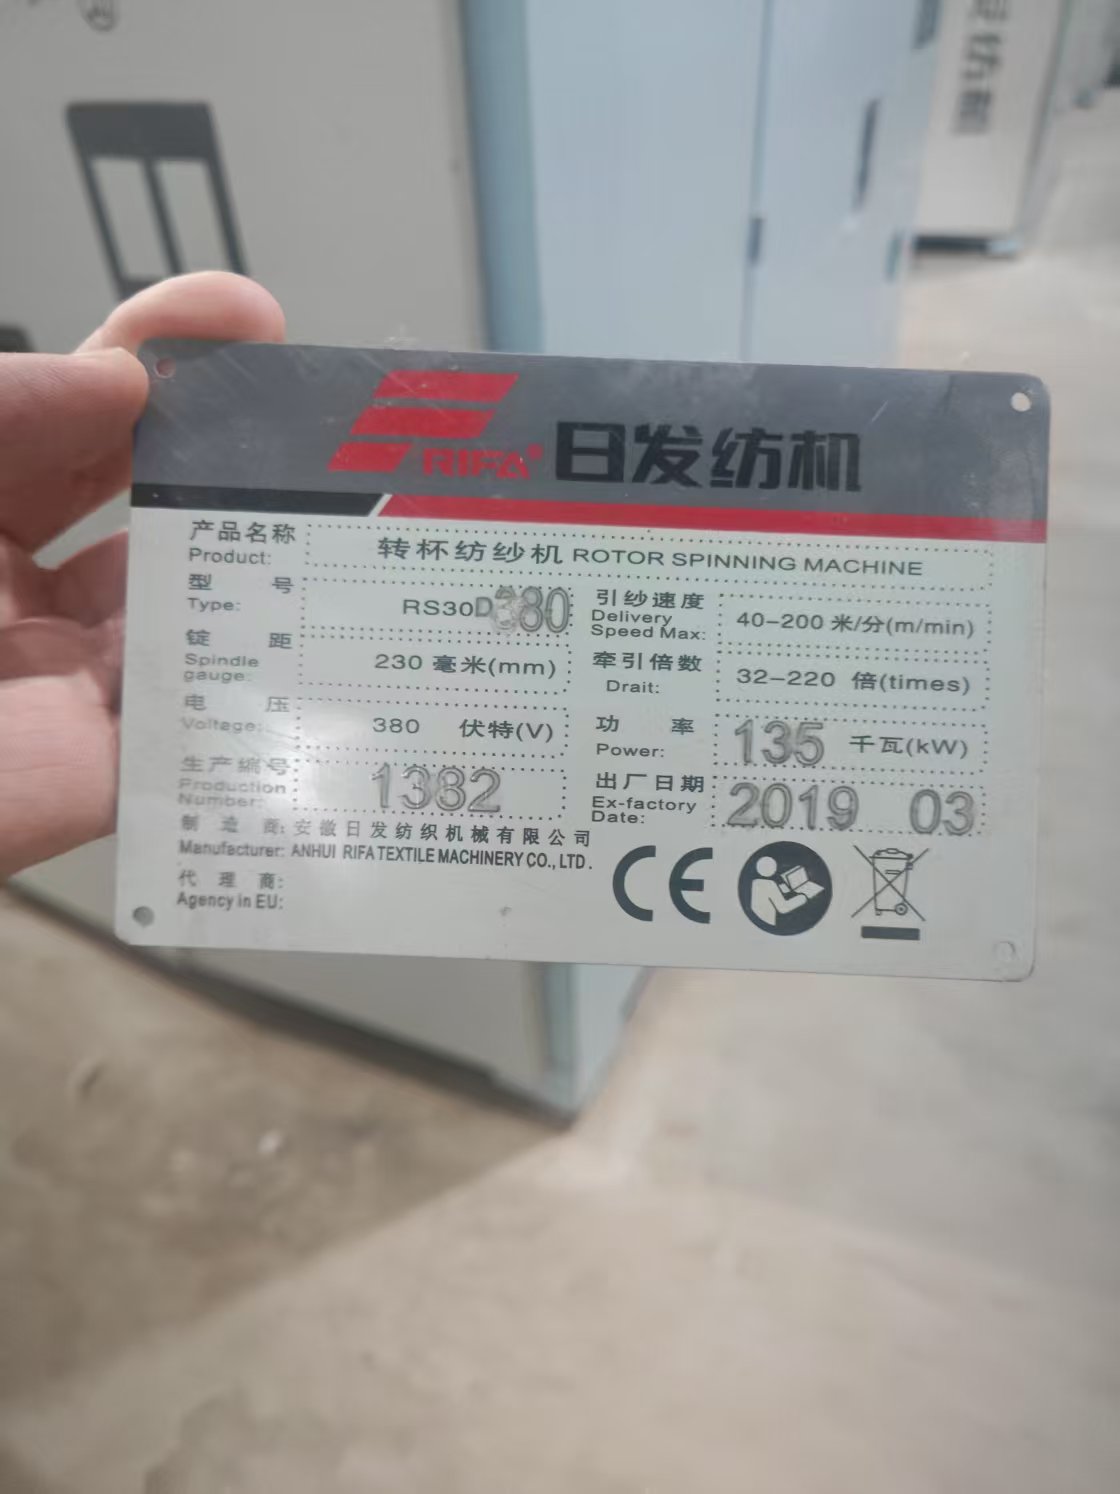 RIFA® 日发纺机
产品名称 转杯纺纱机 ROTOR SPINNING MACHINE
Product:
型 号 RS30D 80 引纱速度 40-200 米/分(m/min)
Type: Delivery Speed Max:
锭 距 230 毫米(mm) 牵引倍数 32-220 倍(times)
Spindle gauge: Drait:
电 压 380 伏特(V) 功 率 135 千瓦(kW)
Voltage: Power:
生产编号 1382 出厂日期 2019 03
Production Number: Ex-factory Date:
制 造 商: 安徽日发纺织机械有限公司
Manufacturer: ANHUI RIFA TEXTILE MACHINERY CO., LTD.
代 理 商:
Agency in EU:
CE